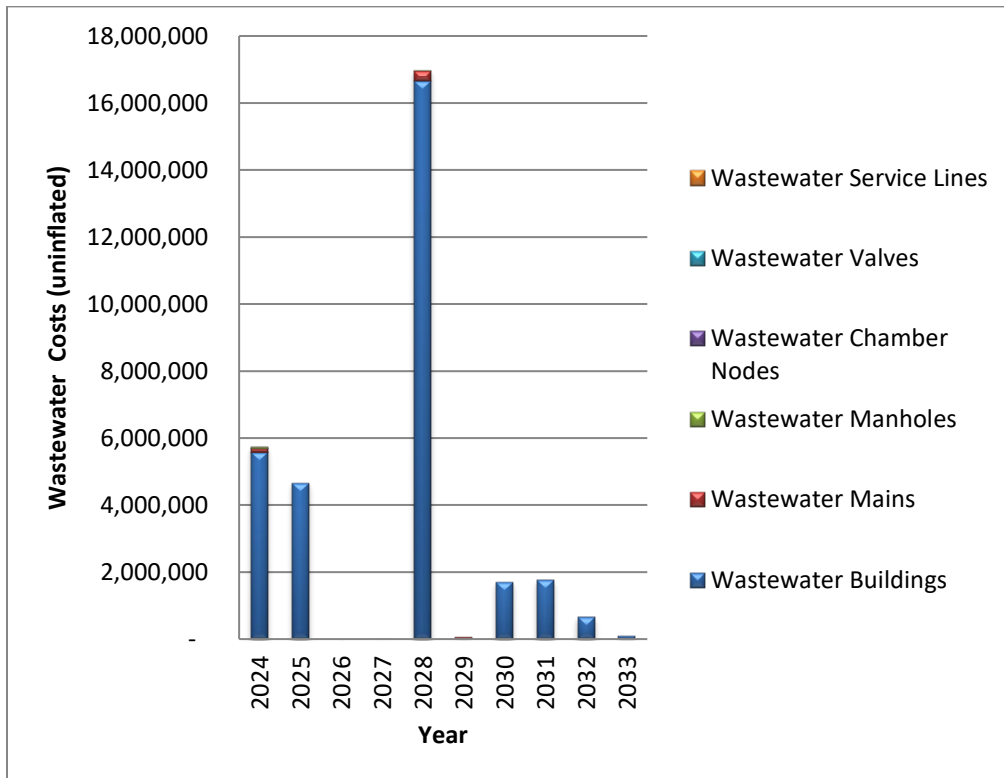 18,000,000
16,000,000
14,000,000
12,000,000
10,000,000
8,000,000
6,000,000
4,000,000
2,000,000
-
Wastewater Costs (uninflated)
2024
2025
2026
2027
2028
2029
2030
2031
2032
2033
Year
Wastewater Service Lines
Wastewater Valves
Wastewater Chamber
Nodes
Wastewater Manholes
Wastewater Mains
Wastewater Buildings